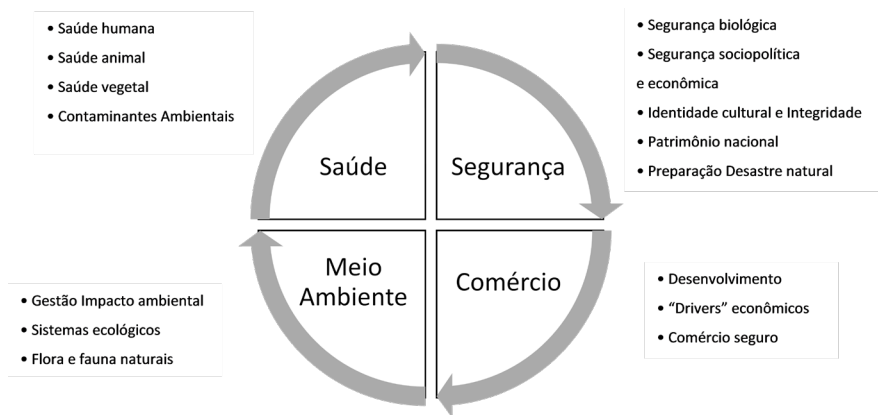 • Saúde humana
• Saúde animal
• Saúde vegetal
• Contaminantes Ambientais
• Segurança biológica
• Segurança sociopolítica
e econômica
• Identidade cultural e Integridade
• Patrimônio nacional
• Preparação Desastre natural
Saúde
Segurança
Meio
Ambiente
Comércio
• Gestão Impacto ambiental
• Sistemas ecológicos
• Flora e fauna naturais
• Desenvolvimento
• “Drivers” econômicos
• Comércio seguro